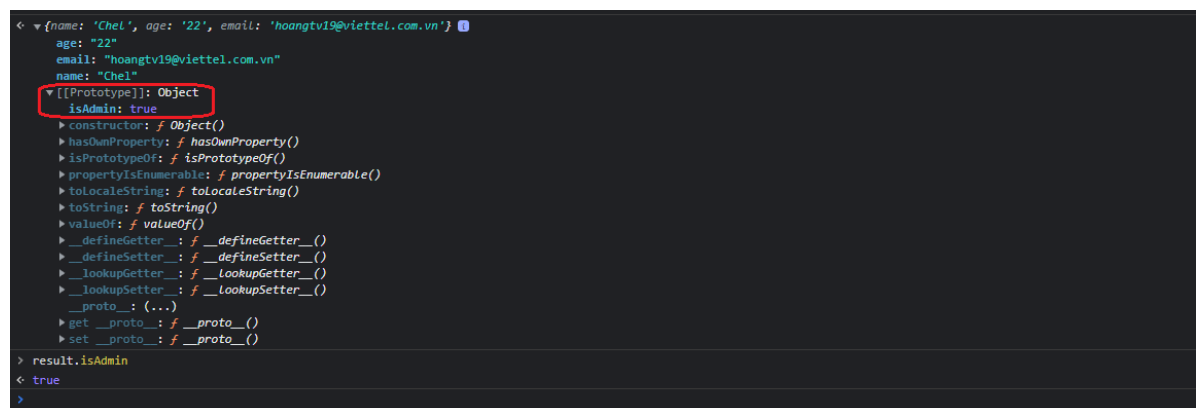 {name: 'Chel', age: '22', email: 'hoangtv19@viettel.com.vn'} i
age: "22"
email: "hoangtv19@viettel.com.vn"
name: "Chel"
[[Prototype]]: Object
isAdmin: true
constructor: ƒ Object()
hasOwnProperty: ƒ hasOwnProperty()
isPrototypeOf: ƒ isPrototypeOf()
propertyIsEnumerable: ƒ propertyIsEnumerable()
toLocaleString: ƒ toLocaleString()
toString: ƒ toString()
valueOf: ƒ valueOf()
__defineGetter__: ƒ __defineGetter__()
__defineSetter__: ƒ __defineSetter__()
__lookupGetter__: ƒ __lookupGetter__()
__lookupSetter__: ƒ __lookupSetter__()
__proto__: (...)
get __proto__: ƒ __proto__()
set __proto__: ƒ __proto__()
> result.isAdmin
true
>